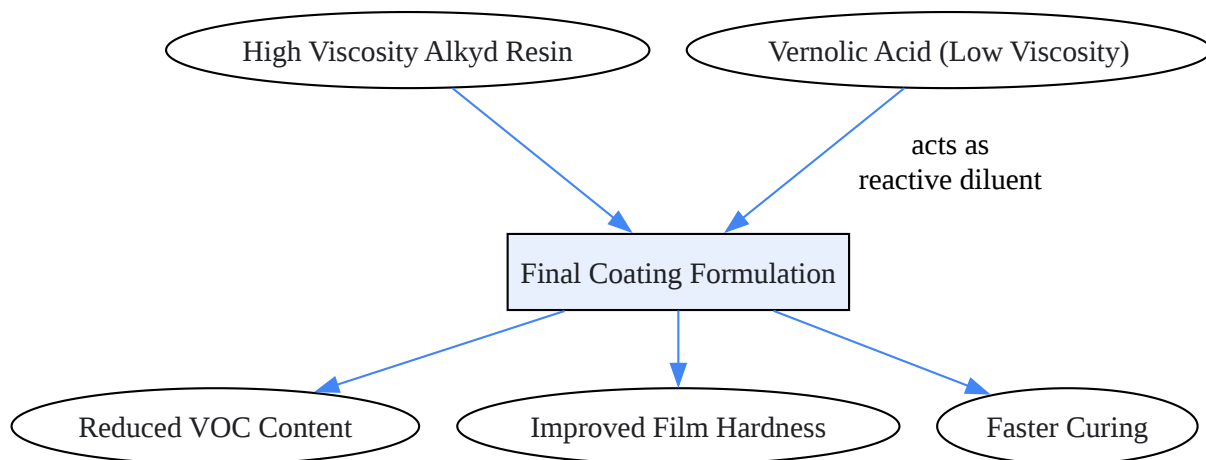 High Viscosity Alkyd Resin
Vernolic Acid (Low Viscosity)
acts as
reactive diluent
Final Coating Formulation
Reduced VOC Content
Improved Film Hardness
Faster Curing